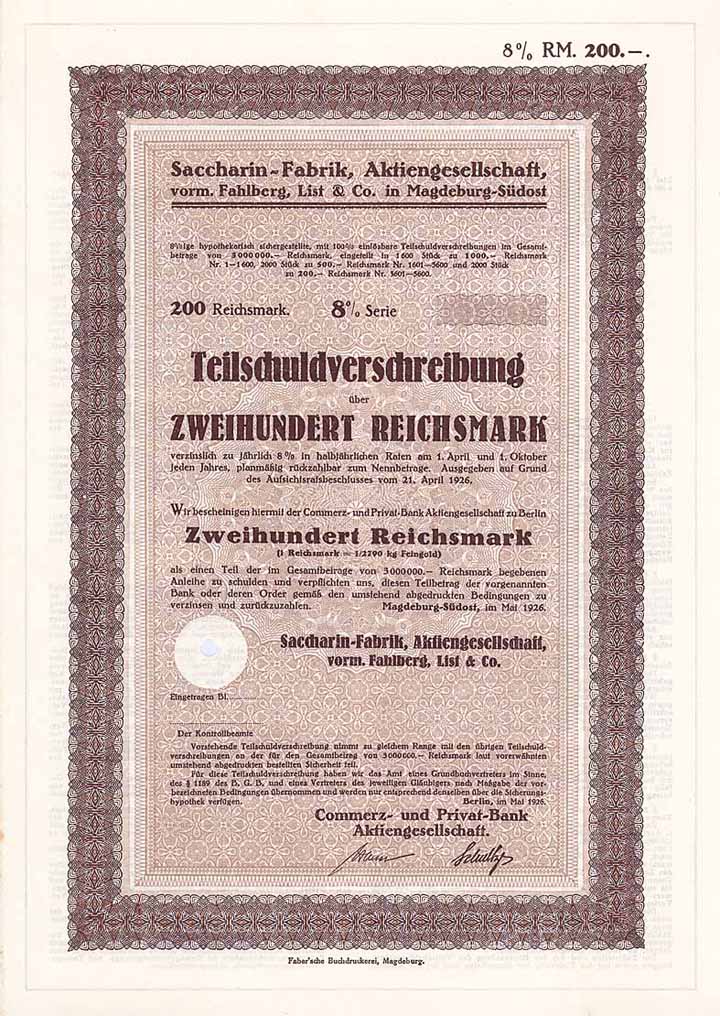 8% RM. 200.—.
Saccharin-Fabrik, Aktiengesellschaft,
vorm. Fahlberg, List & Co. in Magdeburg-Südost
8%ige hypothekarisch sichergestellte, mit 100% einlösbare Teilschuldverschreibungen im Gesamt-
betrage von 3000000.— Reichsmark, eingeteilt in 1600 Stück zu 1000.— Reichsmark
Nr. 1—1600, 2000 Stück zu 500.— Reichsmark Nr. 1601—3600 und 2000 Stück
zu 200.— Reichsmark Nr. 3601—5600.
200 Reichsmark. 8% Serie
Teilschuldverschreibung
über
ZWEIHUNDERT REICHSMARK
verzinslich zu jährlich 8% in halbjährlichen Raten am 1. April und 1. Oktober
jeden Jahres, planmäßig rückzahlbar zum Nennbetrage. Ausgegeben auf Grund
des Aufsichtsratsbeschlusses vom 21. April 1926.
Wir bescheinigen hiermit der Commerz- und Privat-Bank Aktiengesellschaft zu Berlin
Zweihundert Reichsmark
(1 Reichsmark = 1/2790 kg Feingold)
als einen Teil der im Gesamtbetrage von 3000000.— Reichsmark begebenen
Anleihe zu schulden und verpflichten uns, diesen Teilbetrag der vorgenannten
Bank oder deren Order gemäß den umstehend abgedruckten Bedingungen zu
verzinsen und zurückzuzahlen. Magdeburg-Südost, im Mai 1926.
Saccharin-Fabrik, Aktiengesellschaft,
vorm. Fahlberg, List & Co.
Eingetragen Bl.
Der Kontrollbeamte
Vorstehende Teilschuldverschreibung nimmt zu gleichem Range mit den übrigen Teilschuld-
verschreibungen an der für den Gesamtbetrag von 3000000.— Reichsmark laut vorerwähnten
umstehend abgedruckten bestellten Sicherheit teil.
Für diese Teilschuldverschreibung haben wir das Amt eines Grundbuchvertreters im Sinne
des § 1189 des B. G. B. und eines Vertreters des jeweiligen Gläubigers nach Maßgabe der vor-
bezeichneten Bedingungen übernommen und werden nur entsprechend denselben über die Sicherungs-
hypothek verfügen. Berlin, im Mai 1926.
Commerz- und Privat-Bank
Aktiengesellschaft.
Faber'sche Buchdruckerei, Magdeburg.